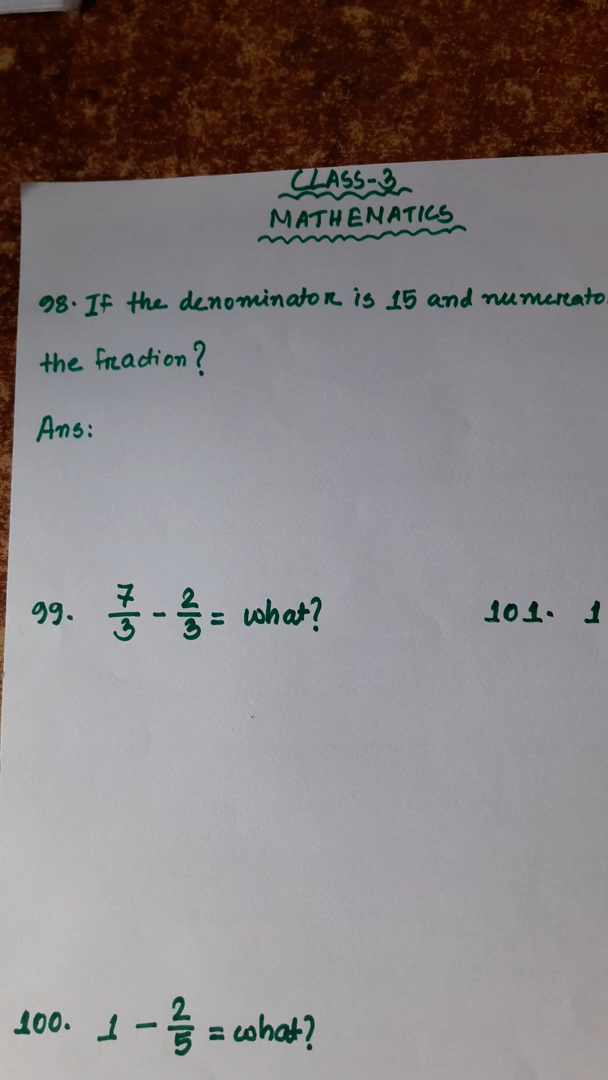 CLASS-3
MATHENATICS
98. If the denominator is 15 and numerato
the fraction?
Ans:
99. 7/3 - 2/3 = what?
101. 1
100. 1 - 2/5 = what?